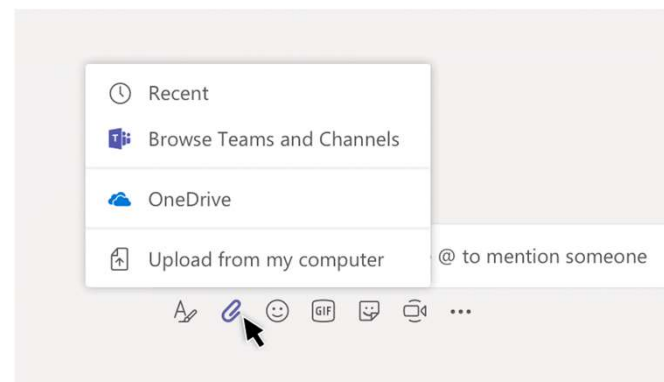 Recent
Browse Teams and Channels
OneDrive
Upload from my computer
@ to mention someone
GIF